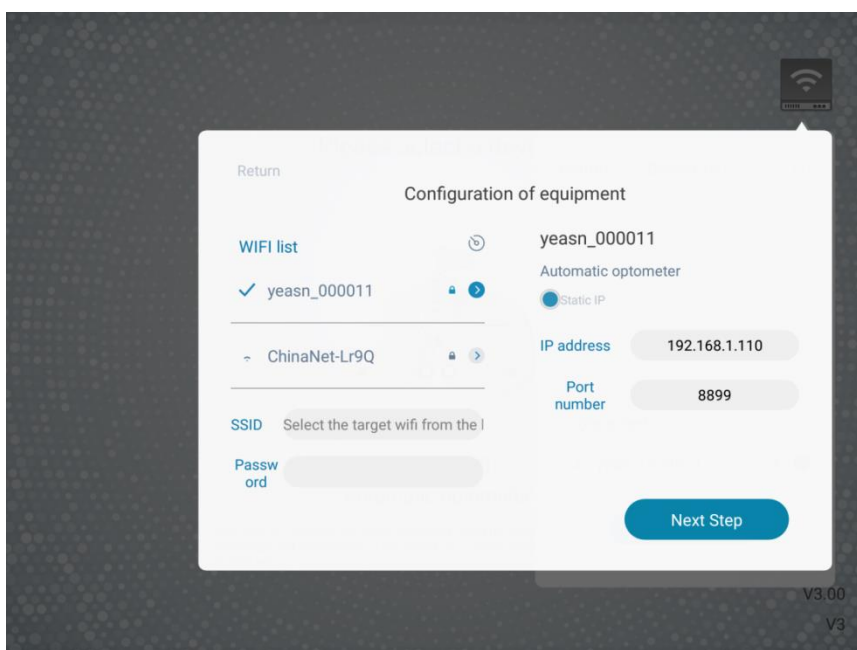 Return
Configuration of equipment
WIFI list
yeasn_000011
ChinaNet-Lr9Q
SSID Select the target wifi from the l
Passw
ord
yeasn_000011
Automatic optometer
Static IP
IP address 192.168.1.110
Port
number
8899
Next Step
V3.00
V3